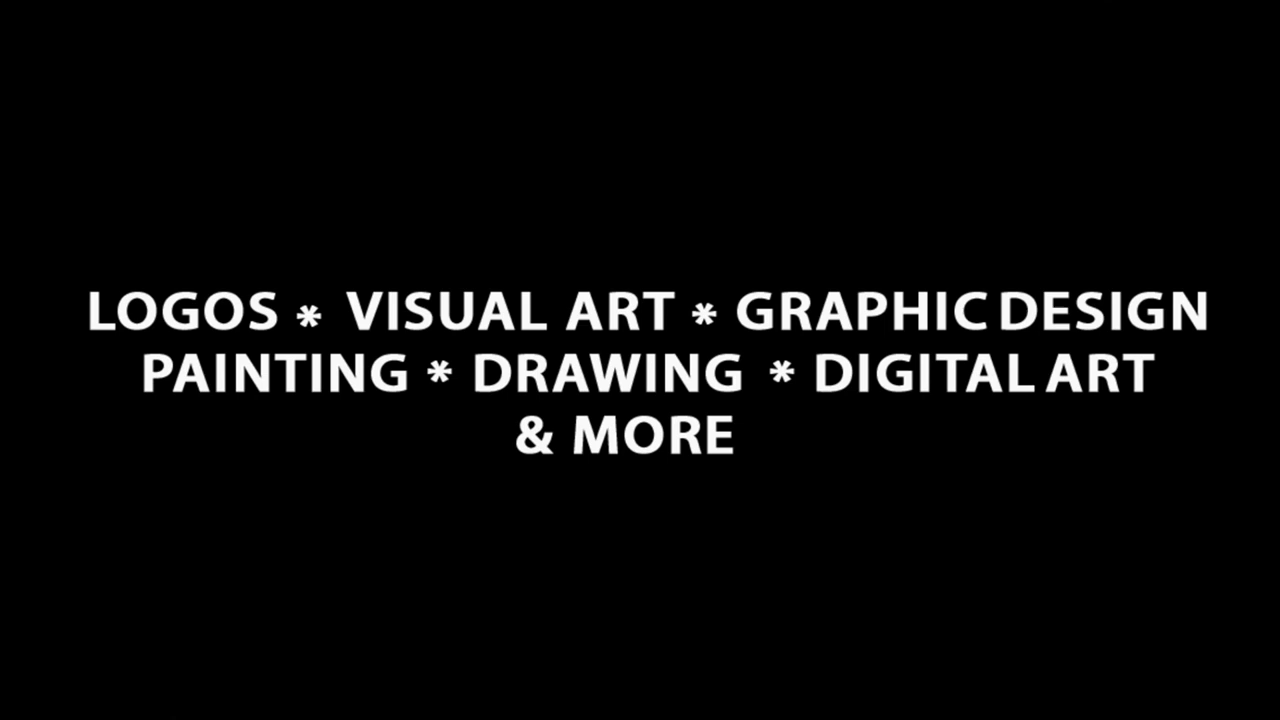 LOGOS * VISUAL ART * GRAPHIC DESIGN
PAINTING * DRAWING * DIGITAL ART
& MORE